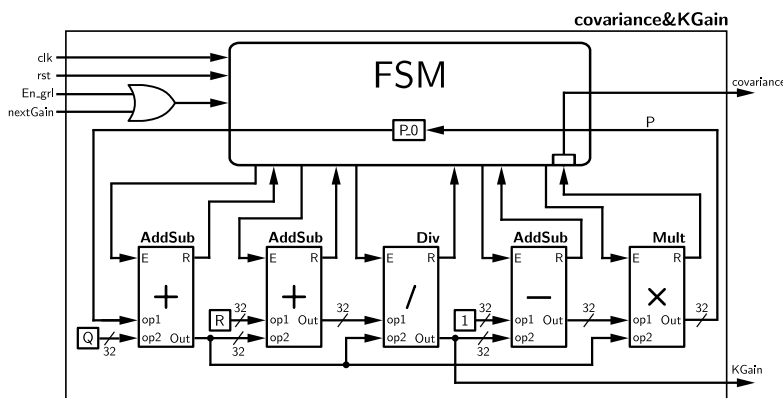 covariance&KGain
clk
rst
En_grl
nextGain
FSM
covariance
P_0
P
AddSub
AddSub
Div
AddSub
Mult
E R
E R
E R
E R
E R
+
+
/
−
×
Q
32
op1
op2 Out
R
32
32
op1 Out
op2
32
op1
op2 Out
1
32
32
op1 Out
op2
32
op1 Out
op2
32
KGain